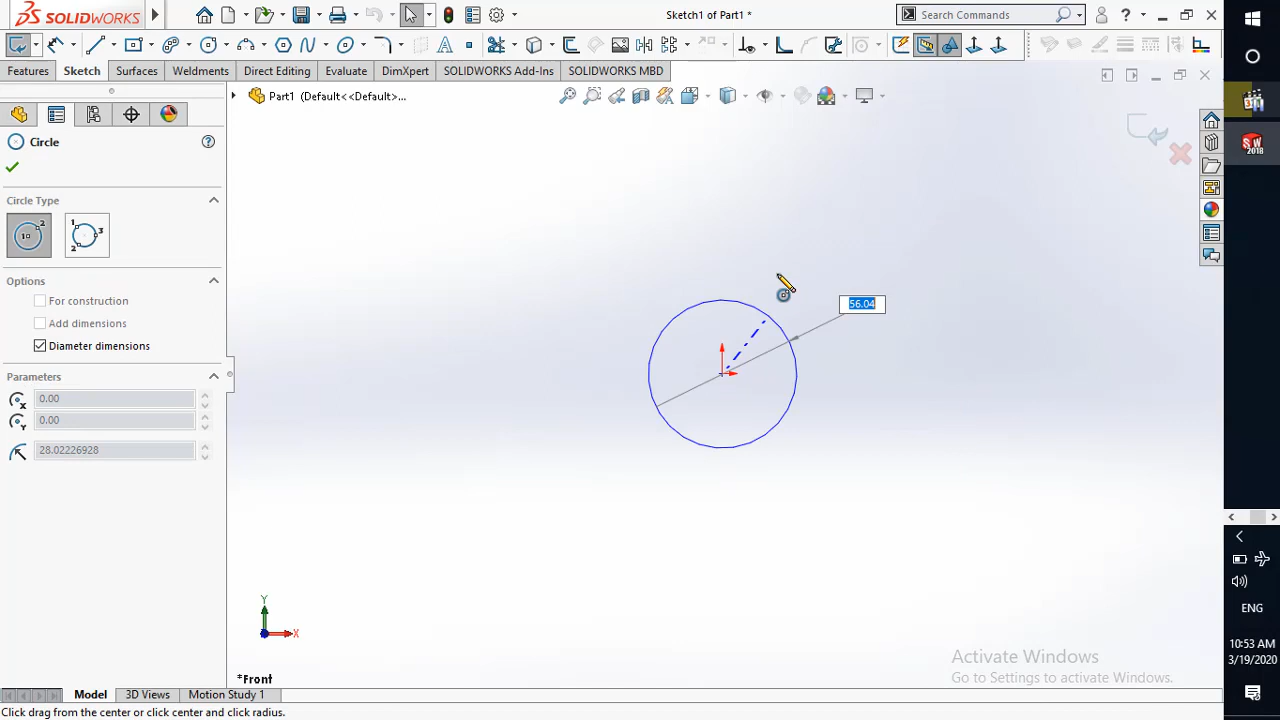 SOLIDWORKS
Sketch1 of Part1 *
Search Commands
Features
Sketch
Surfaces
Weldments
Direct Editing
Evaluate
DimXpert
SOLIDWORKS Add-Ins
SOLIDWORKS MBD
Part1 (Default<<Default>...
Circle
Circle Type
Options
For construction
Add dimensions
Diameter dimensions
Parameters
0.00
0.00
28.02226928
56.04
Y
X
*Front
Activate Windows
Go to Settings to activate Windows.
Model
3D Views
Motion Study 1
Click drag from the center or click center and click radius.
SW
2018
ENG
10:53 AM
3/19/2020